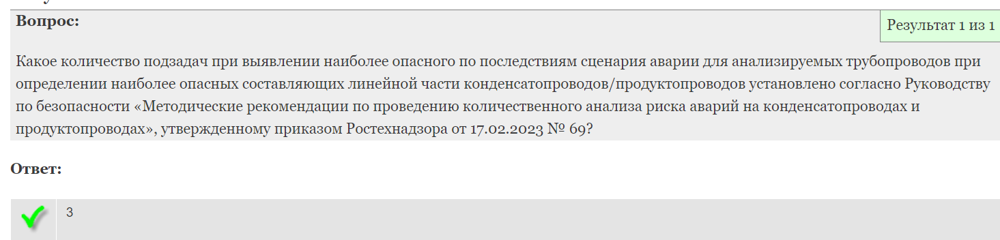 Вопрос:
Результат 1 из 1
Какое количество подзадач при выявлении наиболее опасного по последствиям сценария аварии для анализируемых трубопроводов при
определении наиболее опасных составляющих линейной части конденсатопроводов/продуктопроводов установлено согласно Руководству
по безопасности «Методические рекомендации по проведению количественного анализа риска аварий на конденсатопроводах и
продуктопроводах», утвержденному приказом Ростехнадзора от 17.02.2023 № 69?
Ответ:
3